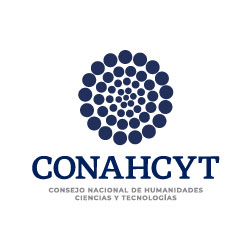 CONAHCYT
CONSEJO NACIONAL DE HUMANIDADES
CIENCIAS Y TECNOLOGÍAS